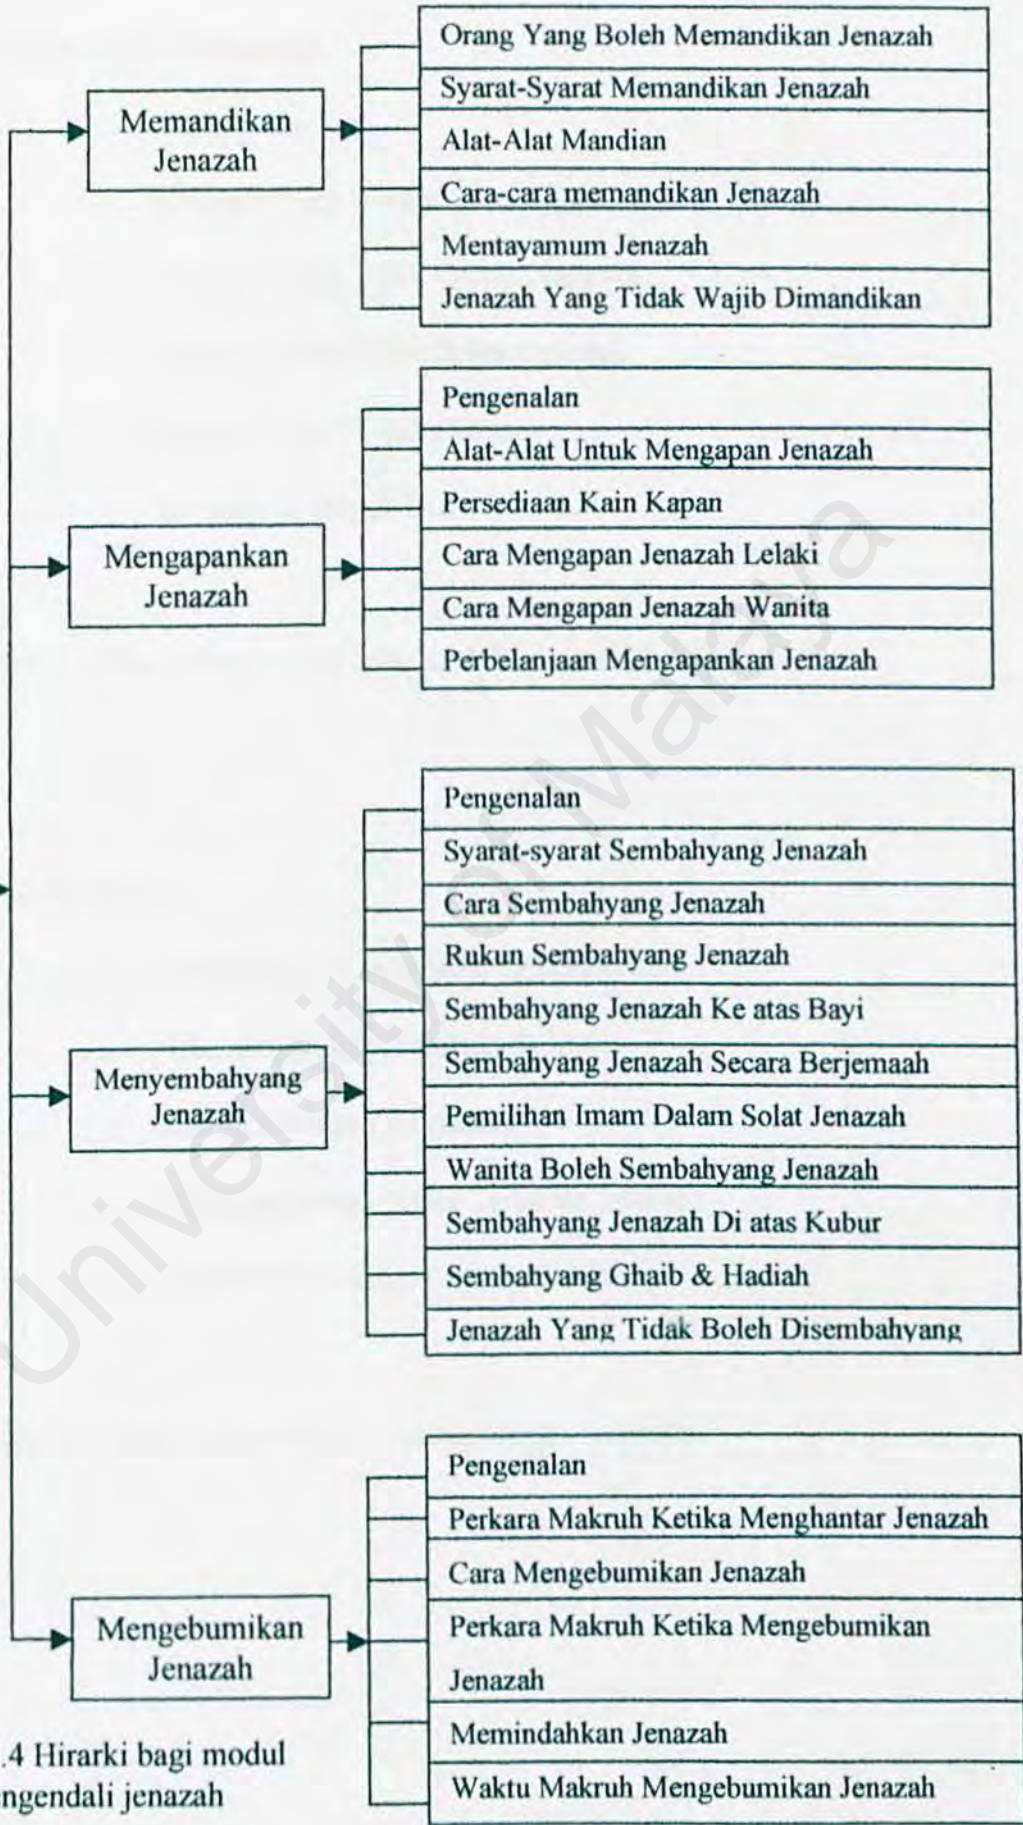 Memandikan
Jenazah
Orang Yang Boleh Memandikan Jenazah
Syarat-Syarat Memandikan Jenazah
Alat-Alat Mandian
Cara-cara memandikan Jenazah
Mentayamum Jenazah
Jenazah Yang Tidak Wajib Dimandikan
Mengapankan
Jenazah
Pengenalan
Alat-Alat Untuk Mengapan Jenazah
Persediaan Kain Kapan
Cara Mengapan Jenazah Lelaki
Cara Mengapan Jenazah Wanita
Perbelanjaan Mengapankan Jenazah
Menyembahyang
Jenazah
Pengenalan
Syarat-syarat Sembahyang Jenazah
Cara Sembahyang Jenazah
Rukun Sembahyang Jenazah
Sembahyang Jenazah Ke atas Bayi
Sembahyang Jenazah Secara Berjemaah
Pemilihan Imam Dalam Solat Jenazah
Wanita Boleh Sembahyang Jenazah
Sembahyang Jenazah Di atas Kubur
Sembahyang Ghaib & Hadiah
Jenazah Yang Tidak Boleh Disembahyang
Mengebumikan
Jenazah
Pengenalan
Perkara Makruh Ketika Menghantar Jenazah
Cara Mengebumikan Jenazah
Perkara Makruh Ketika Mengebumikan
Jenazah
Memindahkan Jenazah
Waktu Makruh Mengebumikan Jenazah
.4 Hirarki bagi modul
ngendali jenazah
University of Malaya